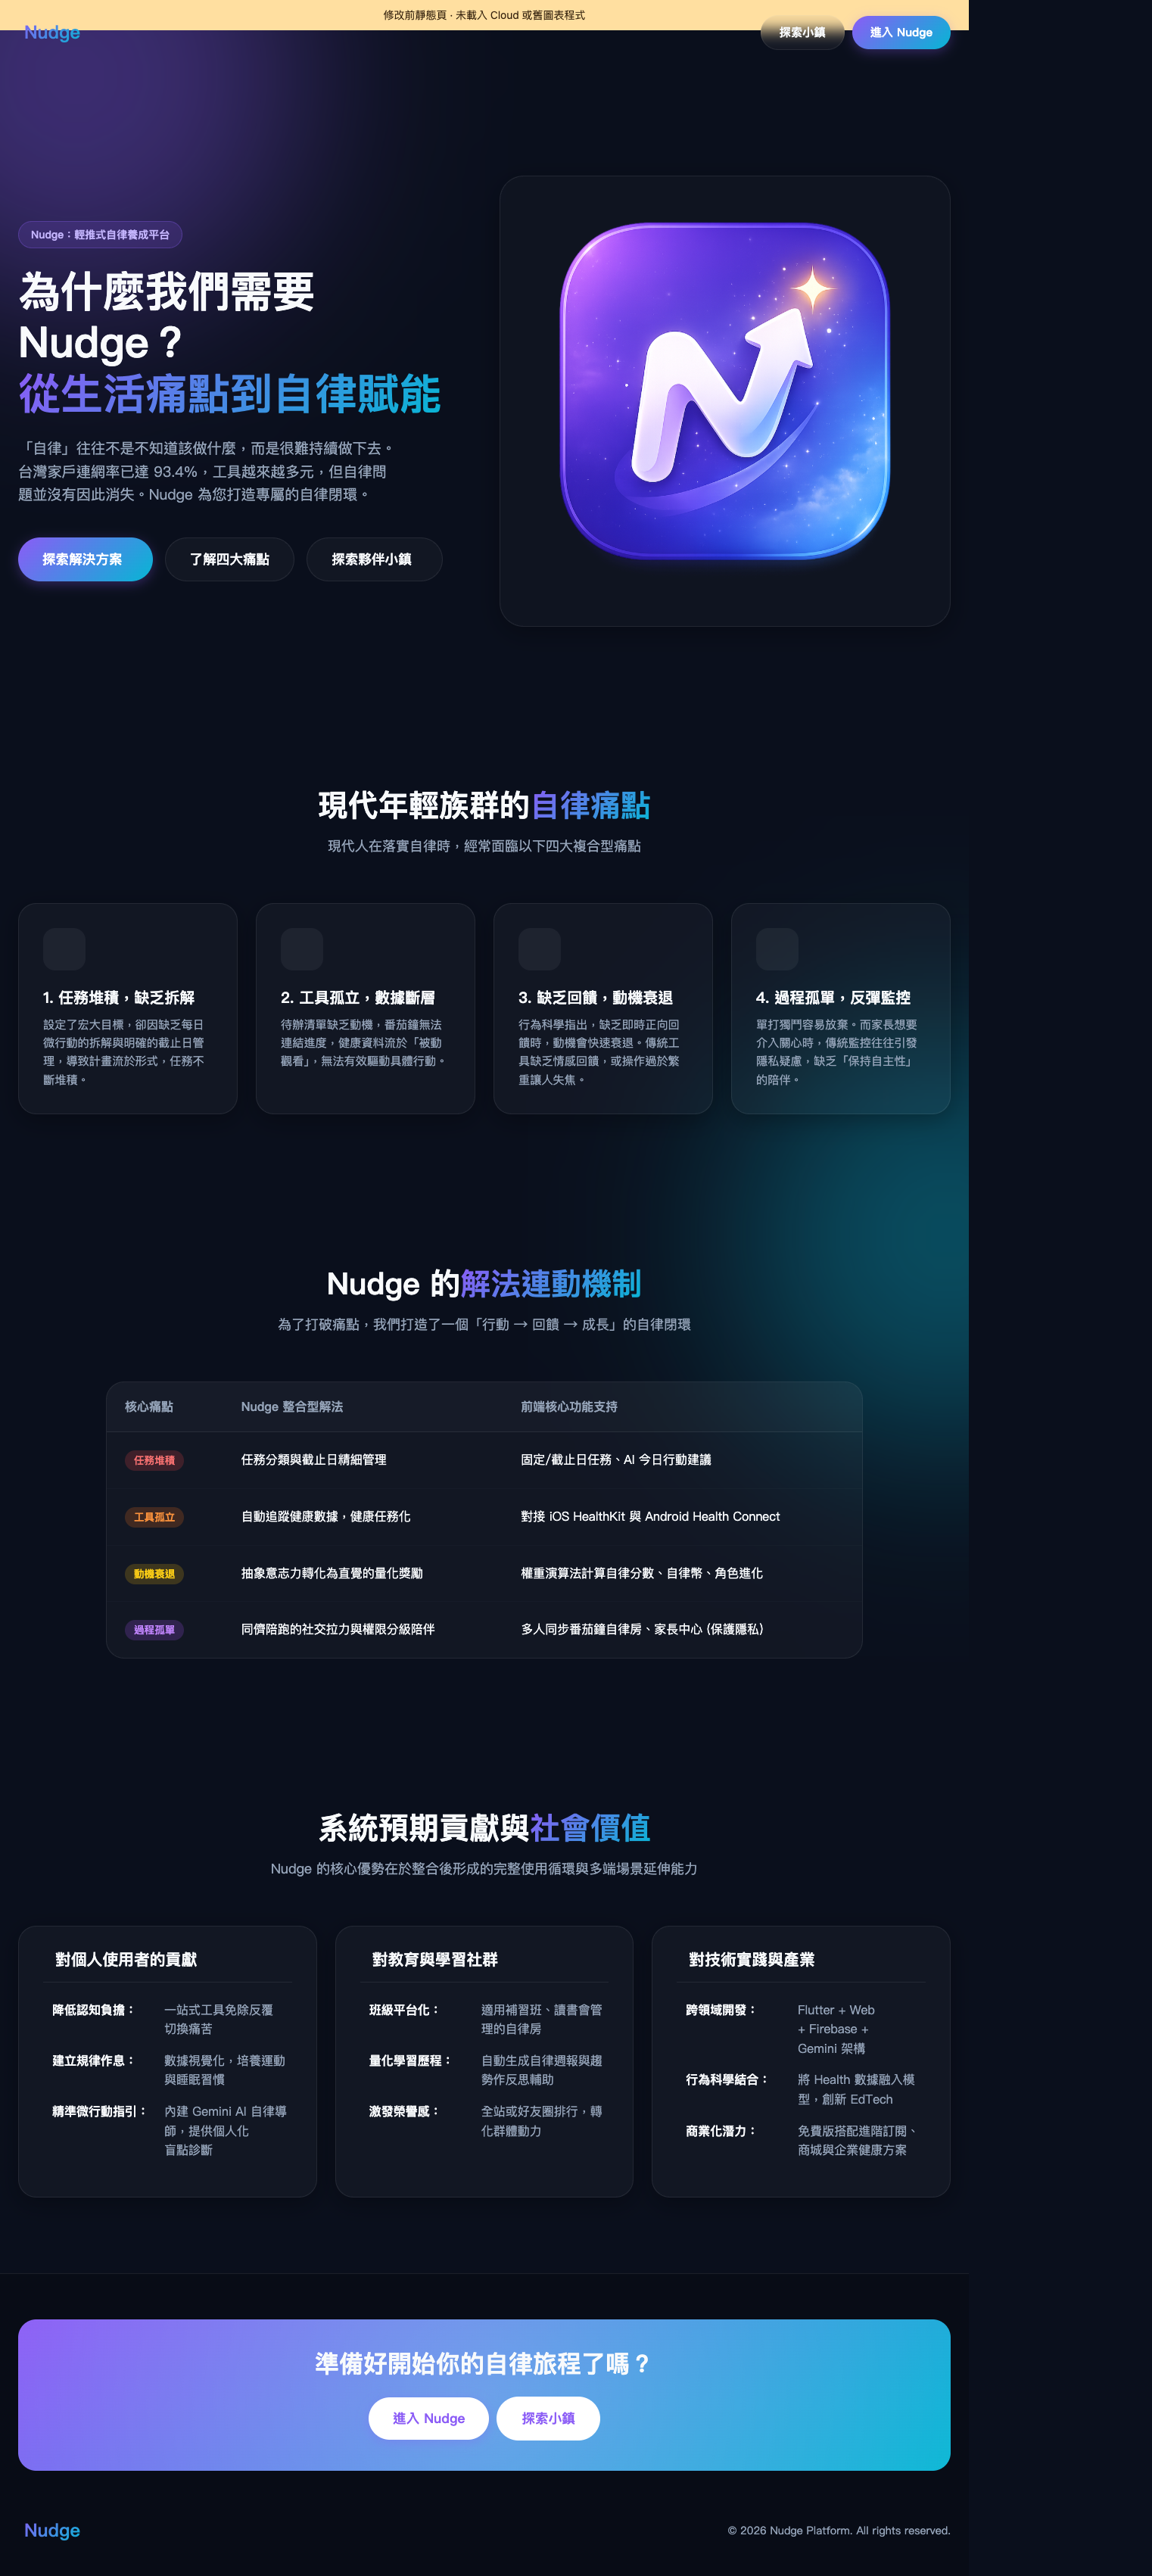 修改前靜態頁 · 未載入 Cloud 或舊圖表程式
Nudge
探索小鎮
進入 Nudge
Nudge：輕推式自律養成平台
為什麼我們需要
Nudge？
從生活痛點到自律賦能
「自律」往往不是不知道該做什麼，而是很難持續做下去。
台灣家戶連網率已達 93.4%，工具越來越多元，但自律問
題並沒有因此消失。Nudge 為您打造專屬的自律閉環。
探索解決方案
了解四大痛點
探索夥伴小鎮
現代年輕族群的自律痛點
現代人在落實自律時，經常面臨以下四大複合型痛點
1. 任務堆積，缺乏拆解
設定了宏大目標，卻因缺乏每日
微行動的拆解與明確的截止日管
理，導致計畫流於形式，任務不
斷堆積。
2. 工具孤立，數據斷層
待辦清單缺乏動機，番茄鐘無法
連結進度，健康資料流於「被動
觀看」，無法有效驅動具體行動。
3. 缺乏回饋，動機衰退
行為科學指出，缺乏即時正向回
饋時，動機會快速衰退。傳統工
具缺乏情感回饋，或操作過於繁
重讓人失焦。
4. 過程孤單，反彈監控
單打獨鬥容易放棄。而家長想要
介入關心時，傳統監控往往引發
隱私疑慮，缺乏「保持自主性」
的陪伴。
Nudge 的解法連動機制
為了打破痛點，我們打造了一個「行動 → 回饋 → 成長」的自律閉環
核心痛點
Nudge 整合型解法
前端核心功能支持
任務堆積
任務分類與截止日精細管理
固定/截止日任務、AI 今日行動建議
工具孤立
自動追蹤健康數據，健康任務化
對接 iOS HealthKit 與 Android Health Connect
動機衰退
抽象意志力轉化為直覺的量化獎勵
權重演算法計算自律分數、自律幣、角色進化
過程孤單
同儕陪跑的社交拉力與權限分級陪伴
多人同步番茄鐘自律房、家長中心 (保護隱私)
系統預期貢獻與社會價值
Nudge 的核心優勢在於整合後形成的完整使用循環與多端場景延伸能力
對個人使用者的貢獻
降低認知負擔：
一站式工具免除反覆
切換痛苦
建立規律作息：
數據視覺化，培養運動
與睡眠習慣
精準微行動指引：
內建 Gemini AI 自律導
師，提供個人化
盲點診斷
對教育與學習社群
班級平台化：
適用補習班、讀書會管
理的自律房
量化學習歷程：
自動生成自律週報與趨
勢作反思輔助
激發榮譽感：
全站或好友圈排行，轉
化群體動力
對技術實踐與產業
跨領域開發：
Flutter + Web
+ Firebase +
Gemini 架構
行為科學結合：
將 Health 數據融入模
型，創新 EdTech
商業化潛力：
免費版搭配進階訂閱、
商城與企業健康方案
準備好開始你的自律旅程了嗎？
進入 Nudge
探索小鎮
Nudge
© 2026 Nudge Platform. All rights reserved.